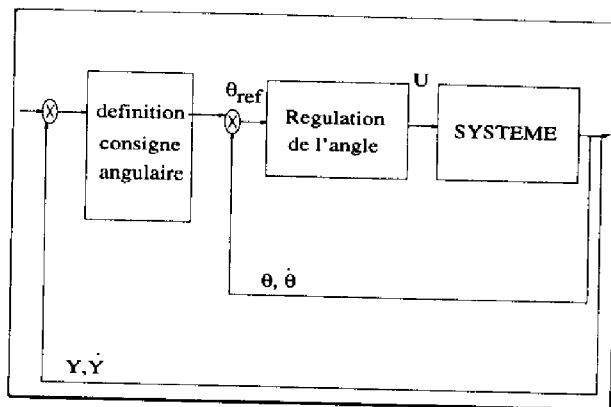 definition
consigne
angulaire
θref
Regulation
de l'angle
U
SYSTEME
θ, θ̇
Y, Ẏ